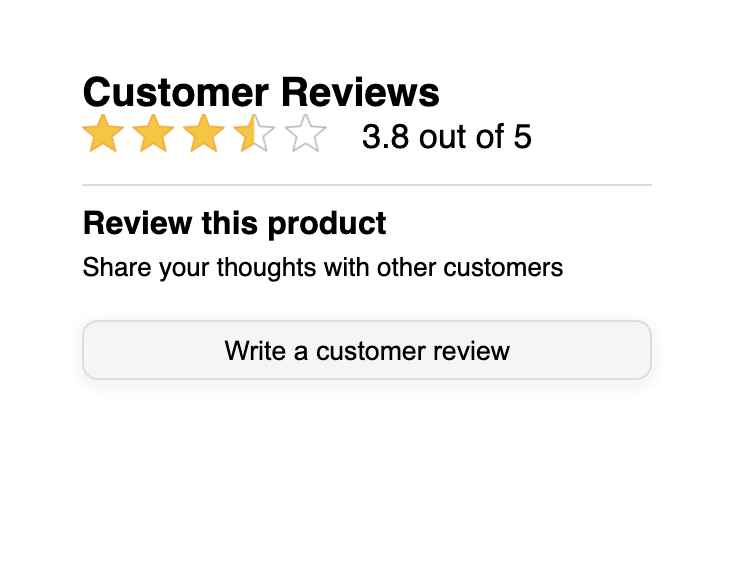 Customer Reviews
3.8 out of 5
Review this product
Share your thoughts with other customers
Write a customer review